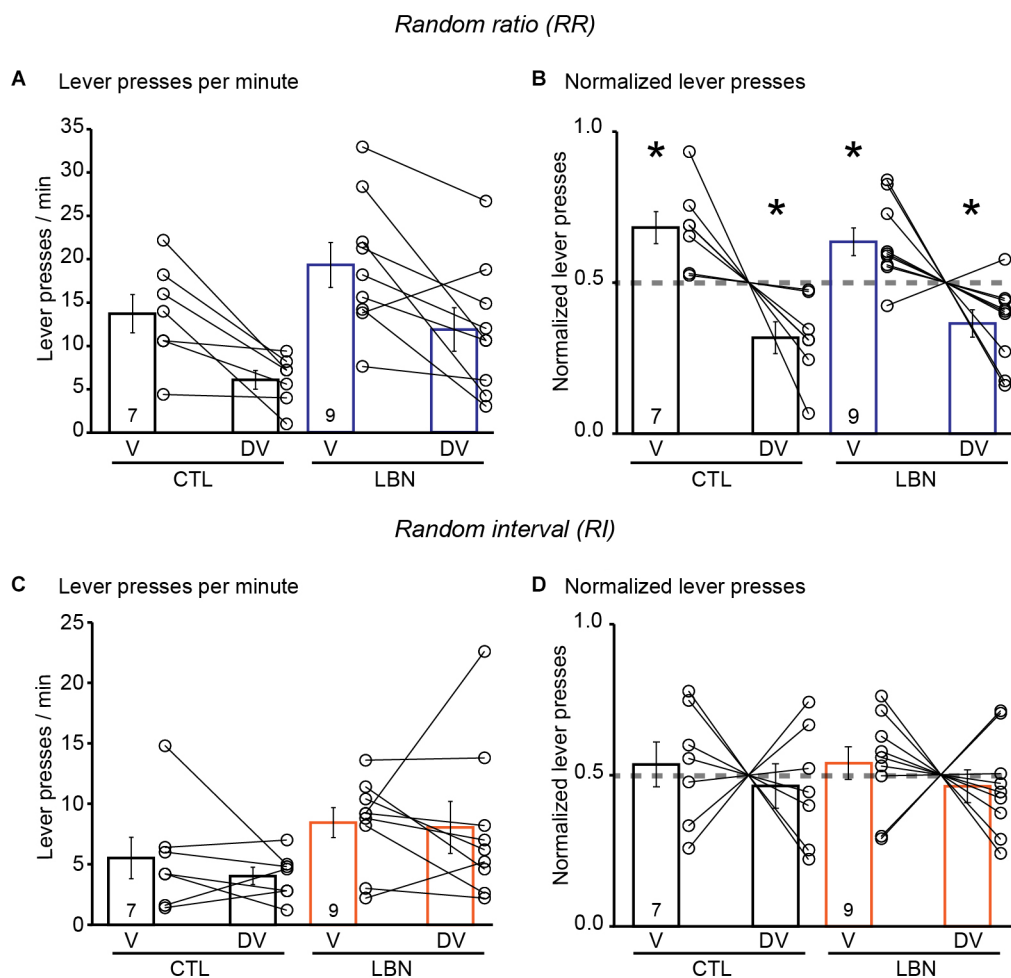 Random ratio (RR)
A Lever presses per minute
B Normalized lever presses
Lever presses / min
35
30
25
20
15
10
5
0
7
9
V DV V DV
CTL LBN
Normalized lever presses
1.0
0.5
0.0
* * * *
7
9
V DV V DV
CTL LBN
Random interval (RI)
C Lever presses per minute
D Normalized lever presses
Lever presses / min
25
20
15
10
5
0
7
9
V DV V DV
CTL LBN
Normalized lever presses
1.0
0.5
0.0
7
9
V DV V DV
CTL LBN